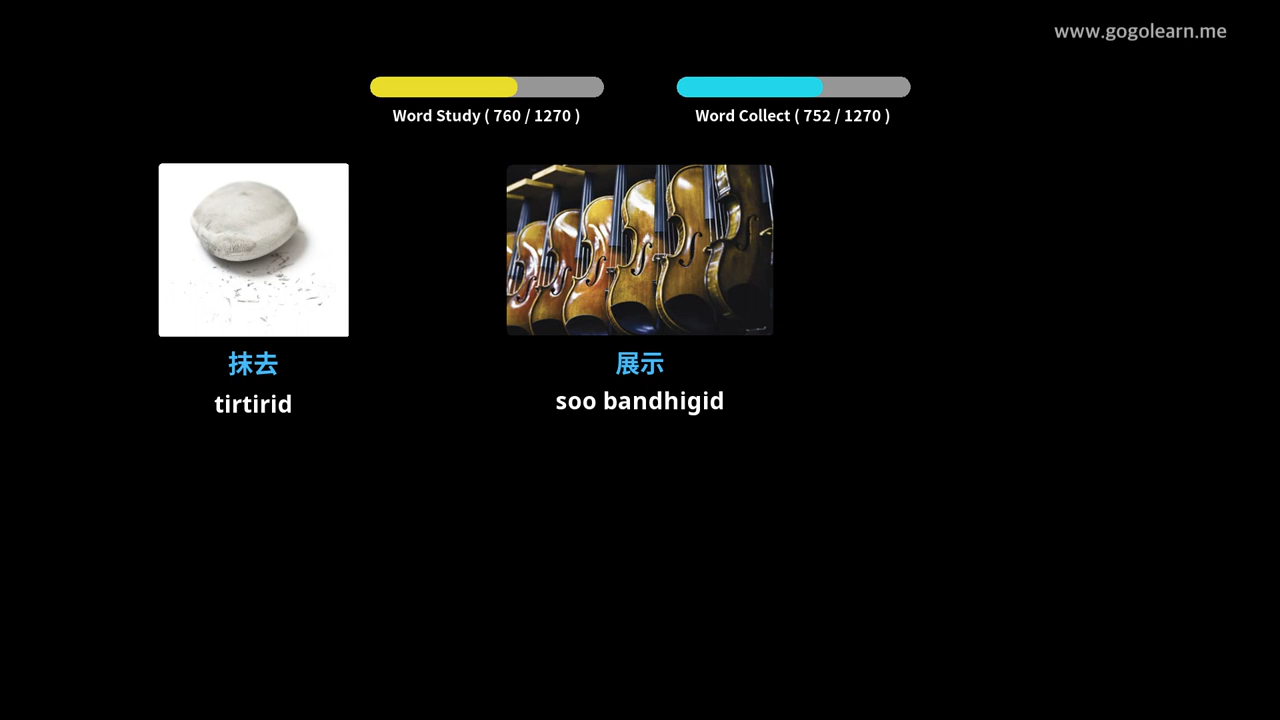 www.gogolearn.me
Word Study ( 760 / 1270 )
Word Collect ( 752 / 1270 )
抹去
tirtirid
展示
soo bandhigid